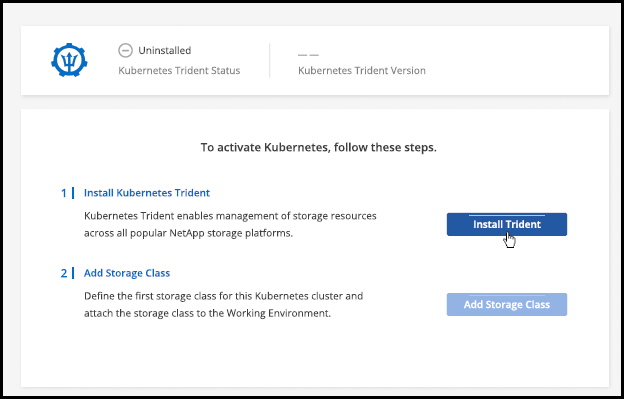 Uninstalled
Kubernetes Trident Status
— —
Kubernetes Trident Version
To activate Kubernetes, follow these steps.
1 Install Kubernetes Trident
Kubernetes Trident enables management of storage resources
across all popular NetApp storage platforms.
Install Trident
2 Add Storage Class
Define the first storage class for this Kubernetes cluster and
attach the storage class to the Working Environment.
Add Storage Class